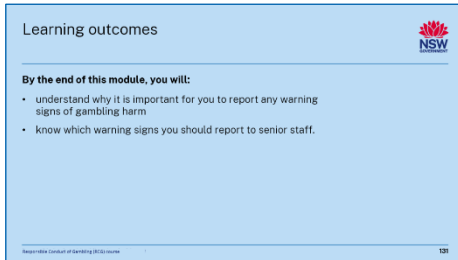 Learning outcomes
NSW
GOVERNMENT
By the end of this module, you will:
• understand why it is important for you to report any warning
signs of gambling harm
• know which warning signs you should report to senior staff.
Responsible Conduct of Gambling (RCG) course
131